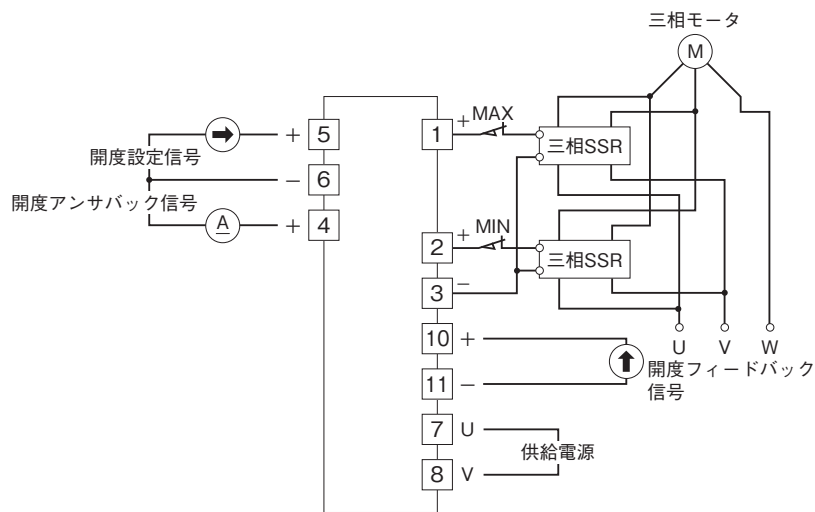 三相モータ
M
+ MAX
開度設定信号
+ 5
1
三相SSR
- 6
開度アンサバック信号
A
+ 4
+ MIN
2
三相SSR
3 -
10 +
U V W
開度フィードバック
信号
11 -
7 U
供給電源
8 V